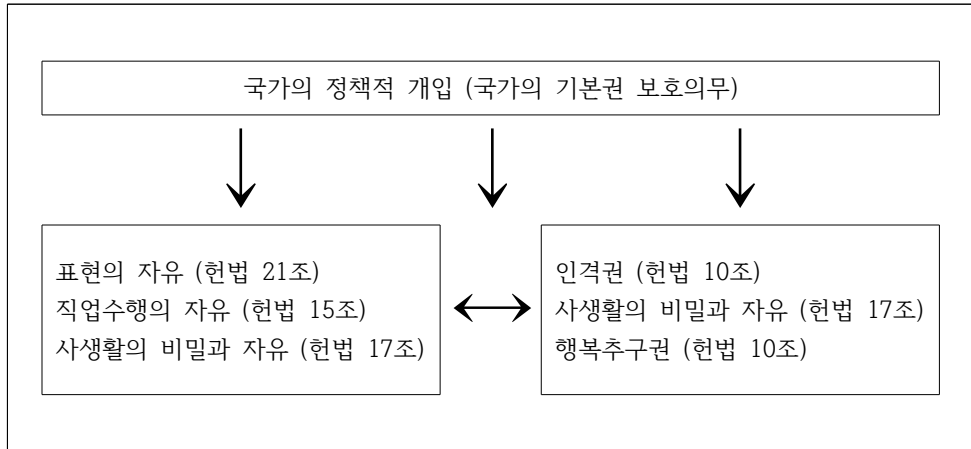 국가의 정책적 개입 (국가의 기본권 보호의무)
표현의 자유 (헌법 21조)
직업수행의 자유 (헌법 15조)
사생활의 비밀과 자유 (헌법 17조)
인격권 (헌법 10조)
사생활의 비밀과 자유 (헌법 17조)
행복추구권 (헌법 10조)